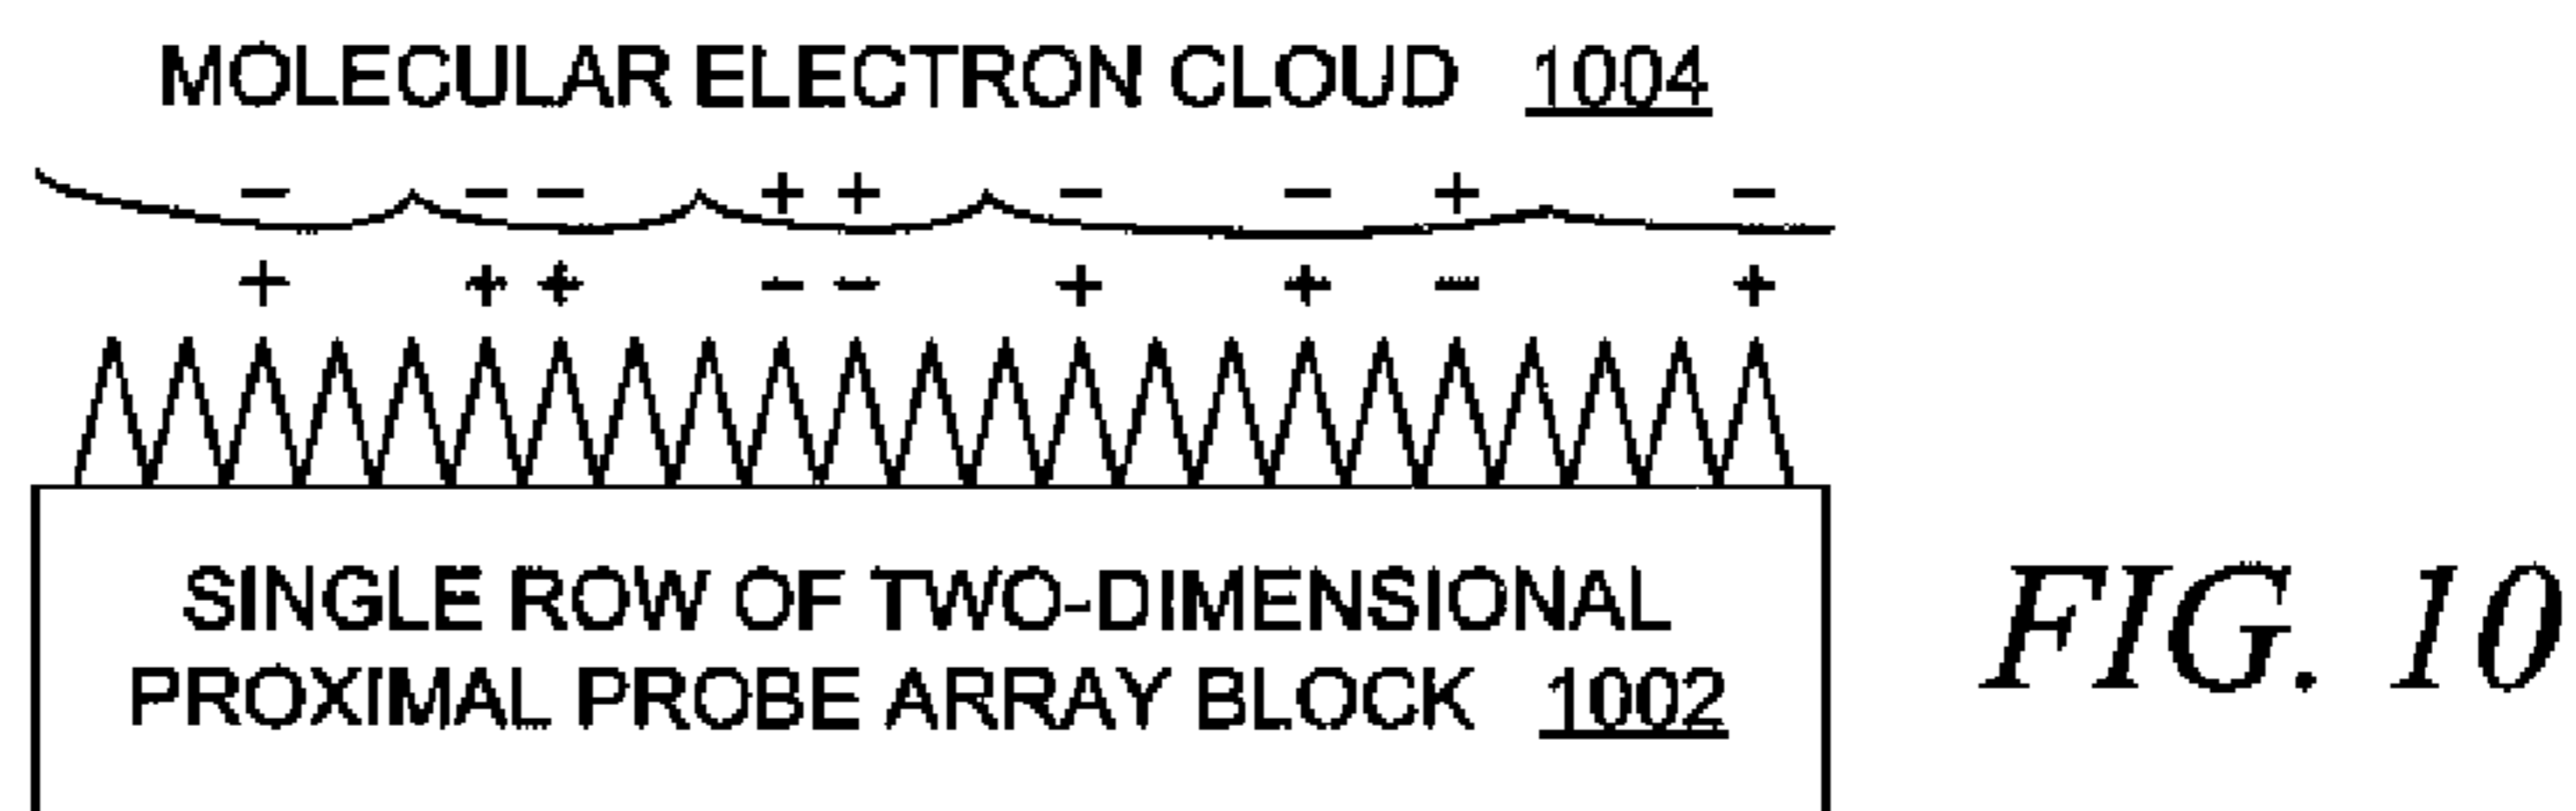 MOLECULAR ELECTRON CLOUD 1004
− − − + + − − + −
+ + + − − + + − +
SINGLE ROW OF TWO-DIMENSIONAL
PROXIMAL PROBE ARRAY BLOCK 1002
FIG. 10